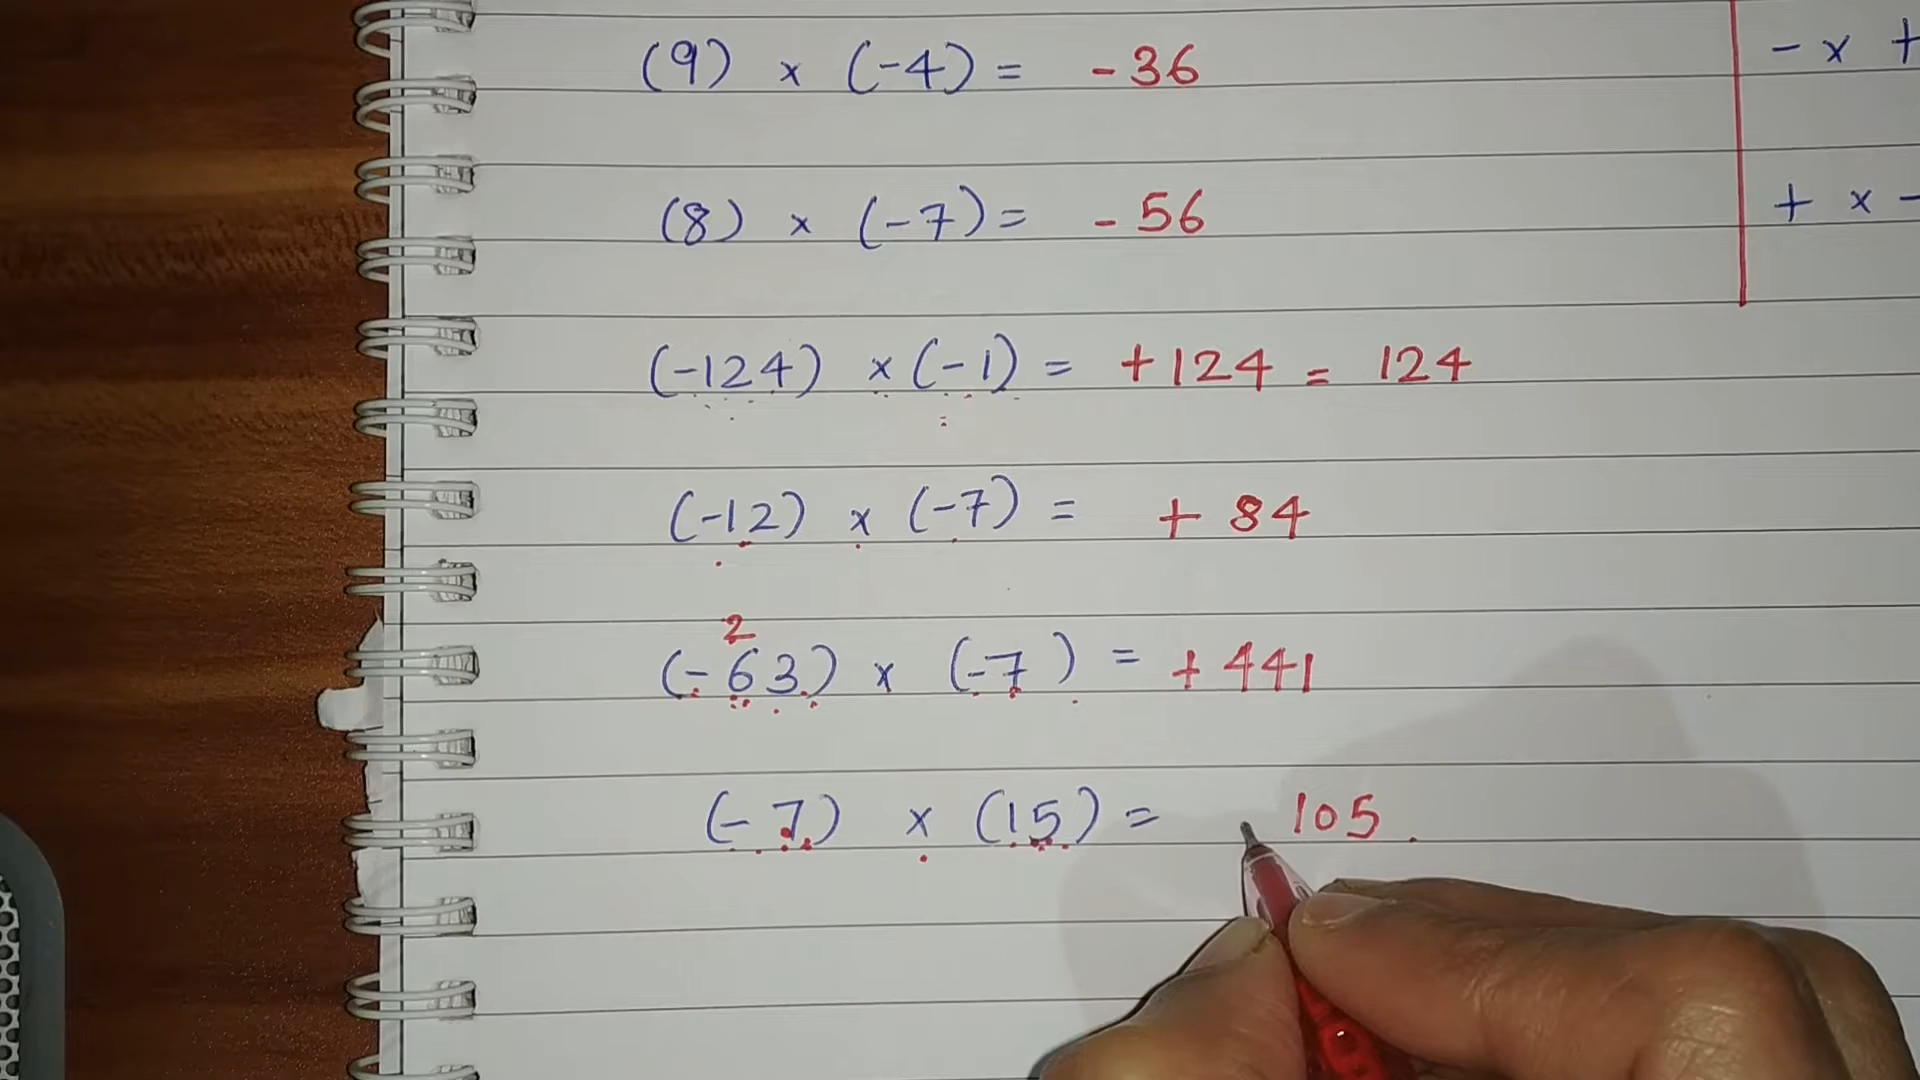 (9) × (-4) = -36
- × +
(8) × (-7) = -56
+ × -
(-124) × (-1) = +124 = 124
(-12) × (-7) = + 84
2
(-63) × (-7) = +441
(-7) × (15) = 105